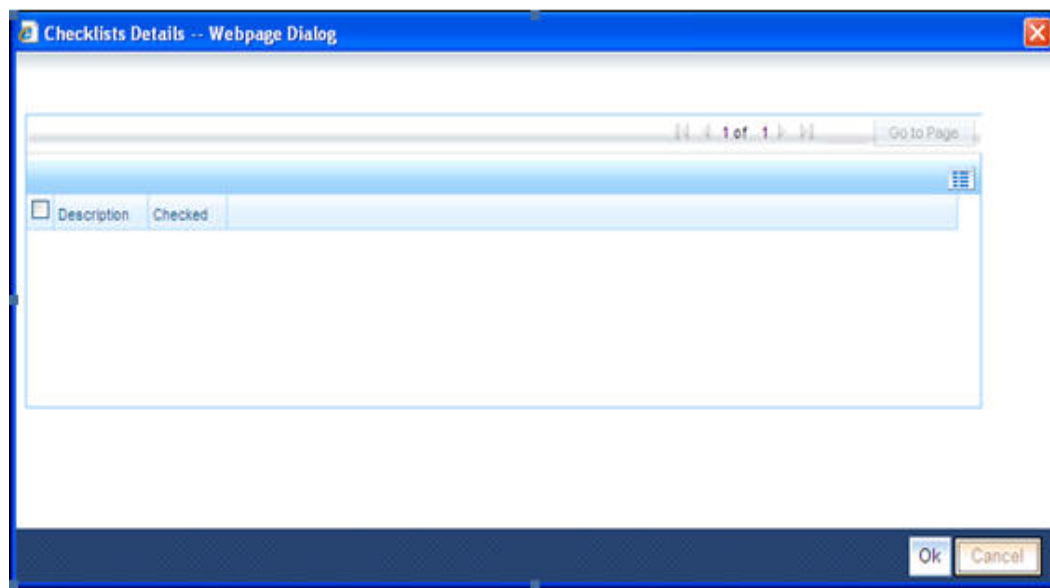 Checklists Details -- Webpage Dialog
1 of 1
Go to Page
Description Checked
Ok Cancel